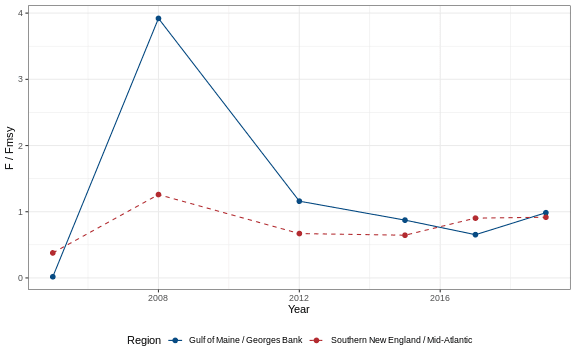 4
3
2
1
0
F / Fmsy
2008 2012 2016
Year
Region Gulf of Maine / Georges Bank Southern New England / Mid-Atlantic